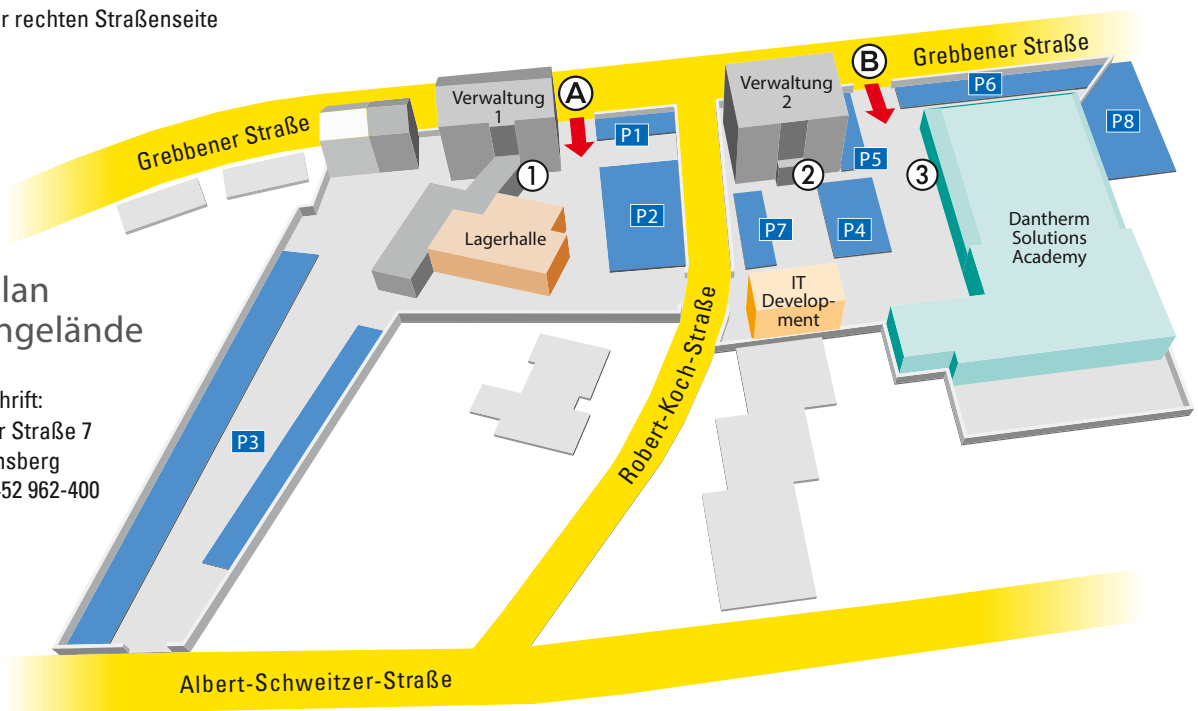 r rechten Straßenseite
Grebbener Straße
B
Verwaltung
1
A
Verwaltung
2
P6
P8
P1
P5
Grebbener Straße
1
2
3
P2
P7
P4
Lagerhalle
Dantherm
Solutions
Academy
IT
Develop-
ment
lan
ngelände
Robert-Koch-Straße
hrift:
r Straße 7
nsberg
P3
52 962-400
Albert-Schweitzer-Straße